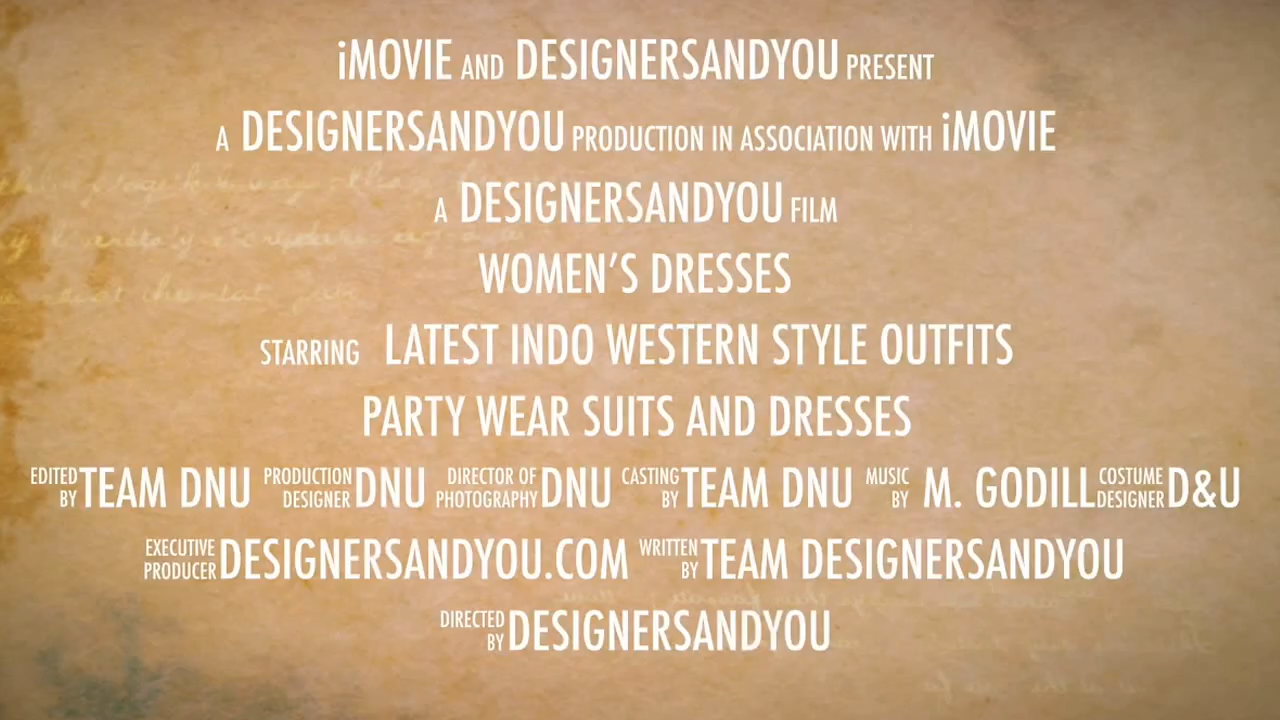 iMOVIE AND DESIGNERSANDYOU PRESENT
A DESIGNERSANDYOU PRODUCTION IN ASSOCIATION WITH iMOVIE
A DESIGNERSANDYOU FILM
WOMEN'S DRESSES
STARRING LATEST INDO WESTERN STYLE OUTFITS
PARTY WEAR SUITS AND DRESSES
EDITED BY TEAM DNU PRODUCTION DESIGNER DNU DIRECTOR OF PHOTOGRAPHY DNU CASTING BY TEAM DNU MUSIC BY M. GODILL COSTUME DESIGNER D&U
EXECUTIVE PRODUCER DESIGNERSANDYOU.COM WRITTEN BY TEAM DESIGNERSANDYOU
DIRECTED BY DESIGNERSANDYOU